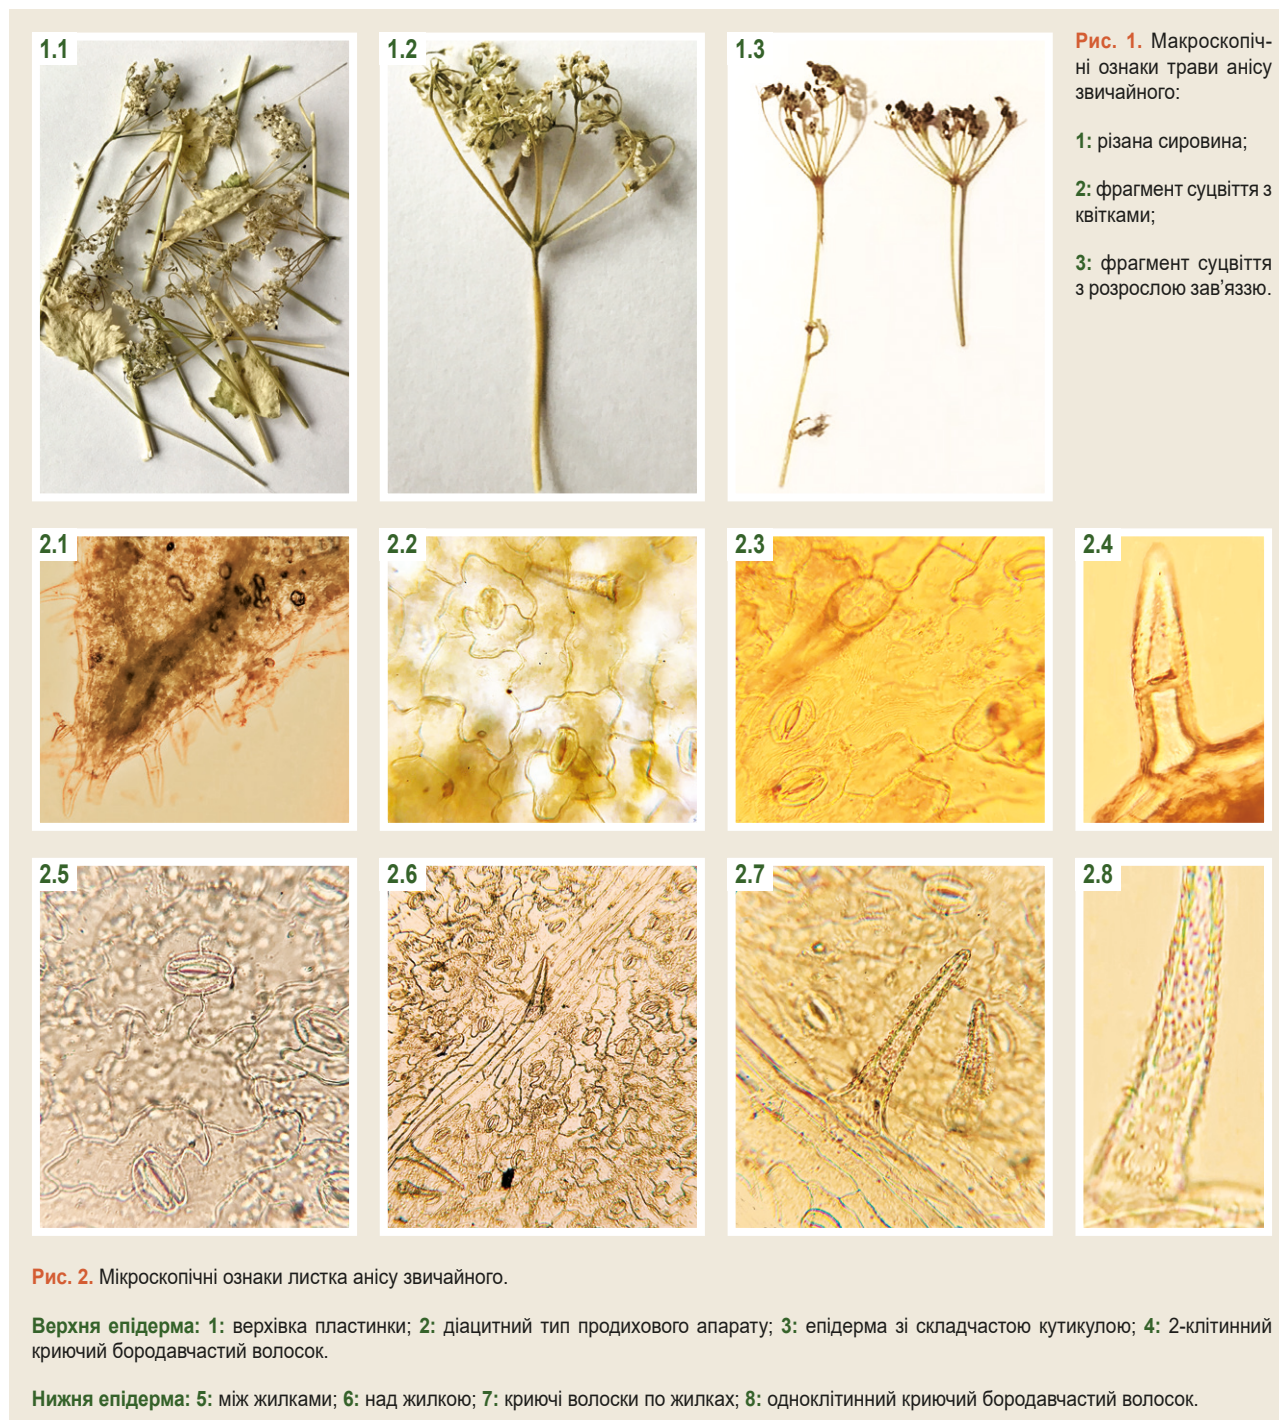 1.1
1.2
1.3
Рис. 1. Макроскопіч-
ні ознаки трави анісу
звичайного:
1: різана сировина;
2: фрагмент суцвіття з
квітками;
3: фрагмент суцвіття
з розрослою зав’яззю.
2.1
2.2
2.3
2.4
2.5
2.6
2.7
2.8
Рис. 2. Мікроскопічні ознаки листка анісу звичайного.
Верхня епідерма: 1: верхівка пластинки; 2: діацитний тип продихового апарату; 3: епідерма зі складчастою кутикулою; 4: 2-клітинний
криючий бородавчастий волосок.
Нижня епідерма: 5: між жилками; 6: над жилкою; 7: криючі волоски по жилках; 8: одноклітинний криючий бородавчастий волосок.